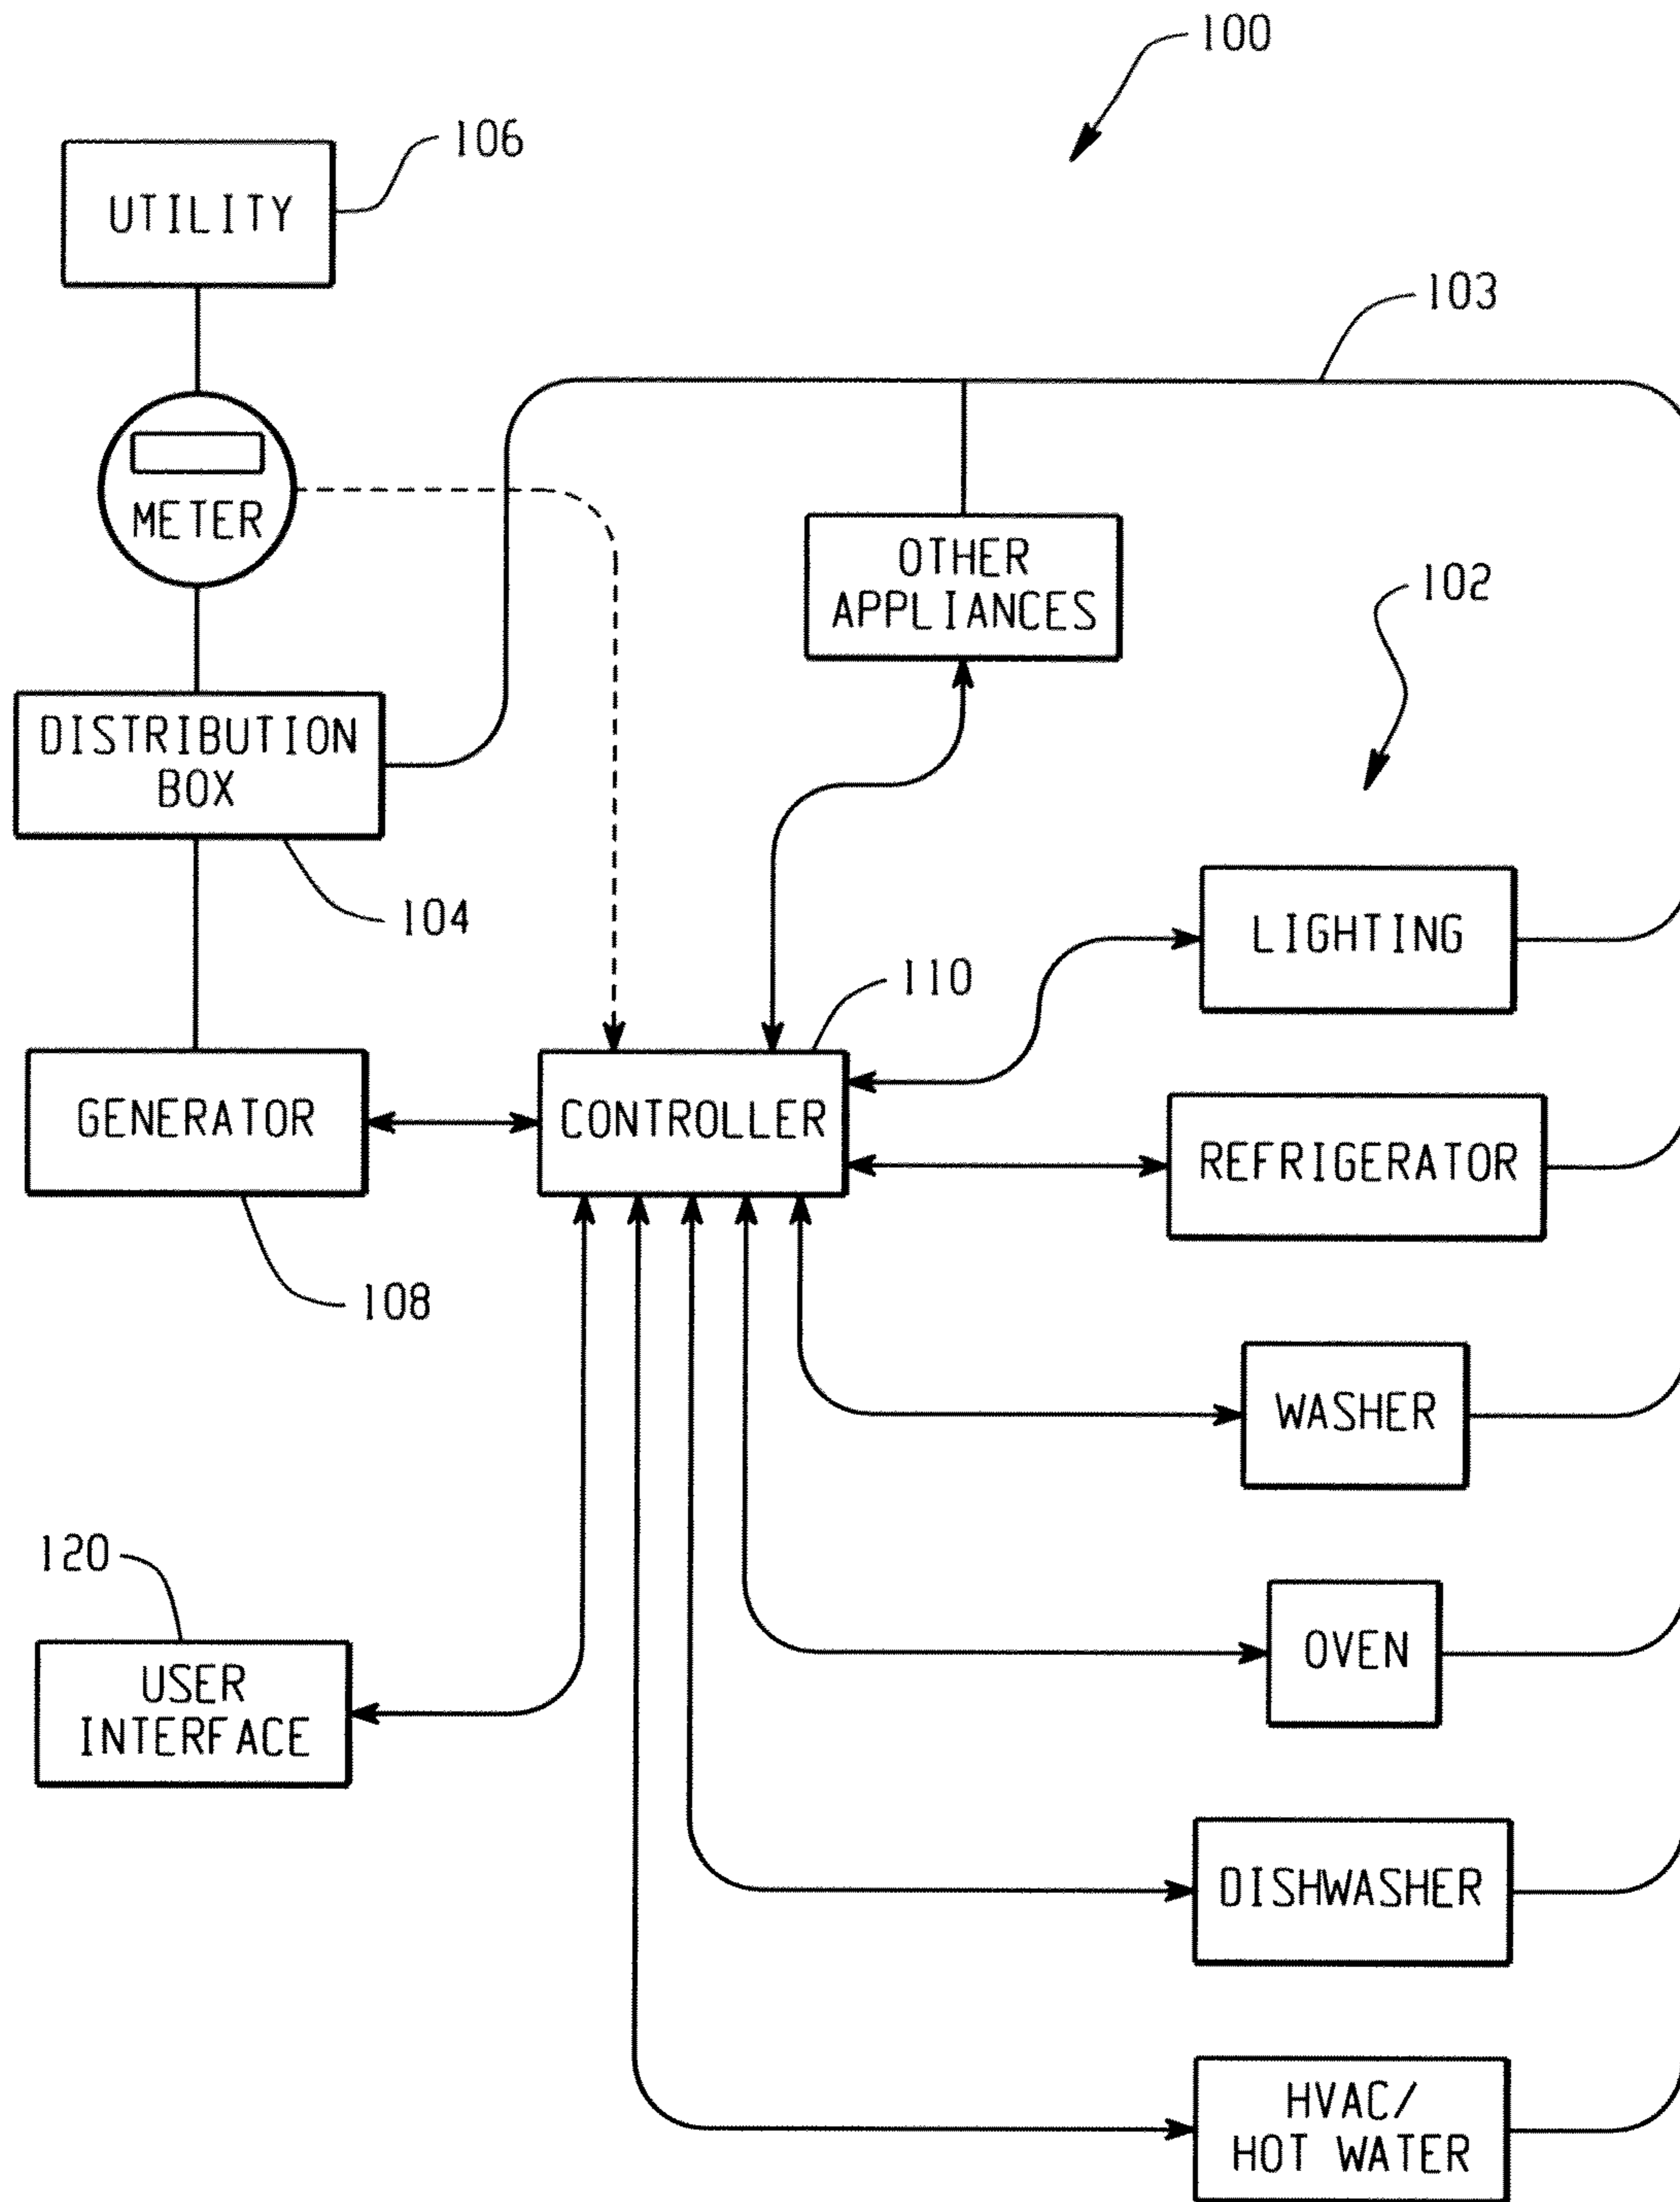 100
106
UTILITY
103
METER
OTHER
APPLIANCES
102
DISTRIBUTION
BOX
104
LIGHTING
110
GENERATOR
CONTROLLER
REFRIGERATOR
108
WASHER
120
OVEN
USER
INTERFACE
DISHWASHER
HVAC/
HOT WATER